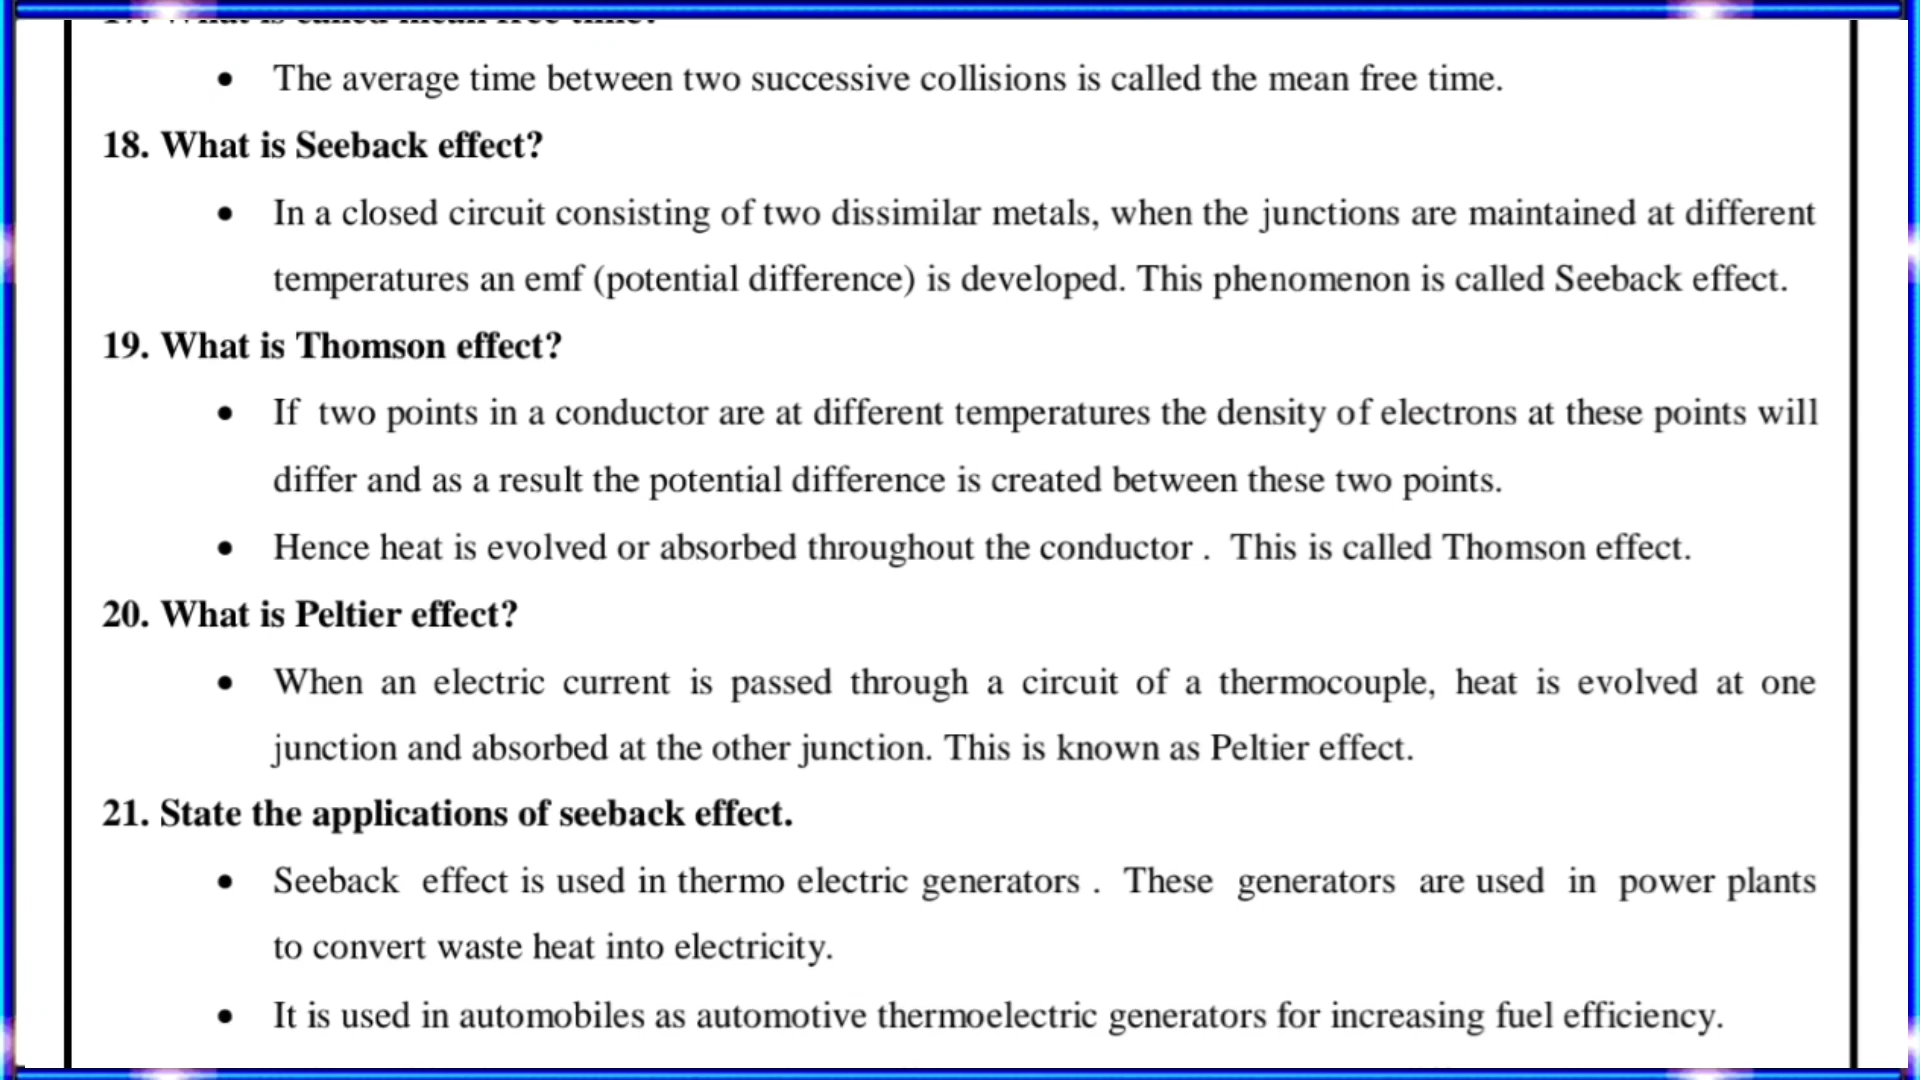 17. What is called mean free time?
• The average time between two successive collisions is called the mean free time.
18. What is Seeback effect?
• In a closed circuit consisting of two dissimilar metals, when the junctions are maintained at different
temperatures an emf (potential difference) is developed. This phenomenon is called Seeback effect.
19. What is Thomson effect?
• If two points in a conductor are at different temperatures the density of electrons at these points will
differ and as a result the potential difference is created between these two points.
• Hence heat is evolved or absorbed throughout the conductor . This is called Thomson effect.
20. What is Peltier effect?
• When an electric current is passed through a circuit of a thermocouple, heat is evolved at one
junction and absorbed at the other junction. This is known as Peltier effect.
21. State the applications of seeback effect.
• Seeback effect is used in thermo electric generators . These generators are used in power plants
to convert waste heat into electricity.
• It is used in automobiles as automotive thermoelectric generators for increasing fuel efficiency.